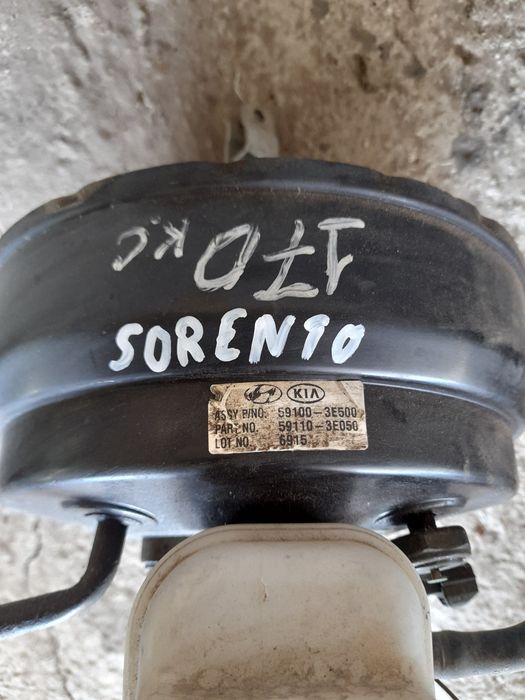 170 K.C
SORENTO
KIA
ASSY P/NO. 59100-3E500
PART NO. 59110-3E050
LOT NO. 6915